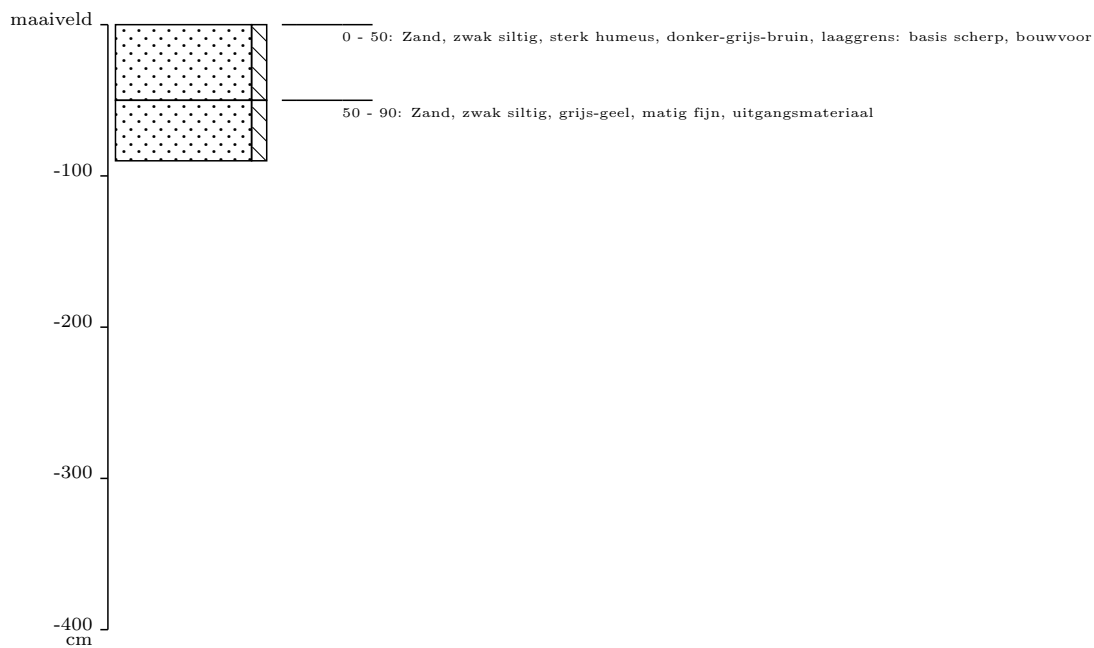 maaiveld
0 - 50: Zand, zwak siltig, sterk humeus, donker-grijs-bruin, laaggrens: basis scherp, bouwvoor
50 - 90: Zand, zwak siltig, grijs-geel, matig fijn, uitgangsmateriaal
-100
-200
-300
-400
cm